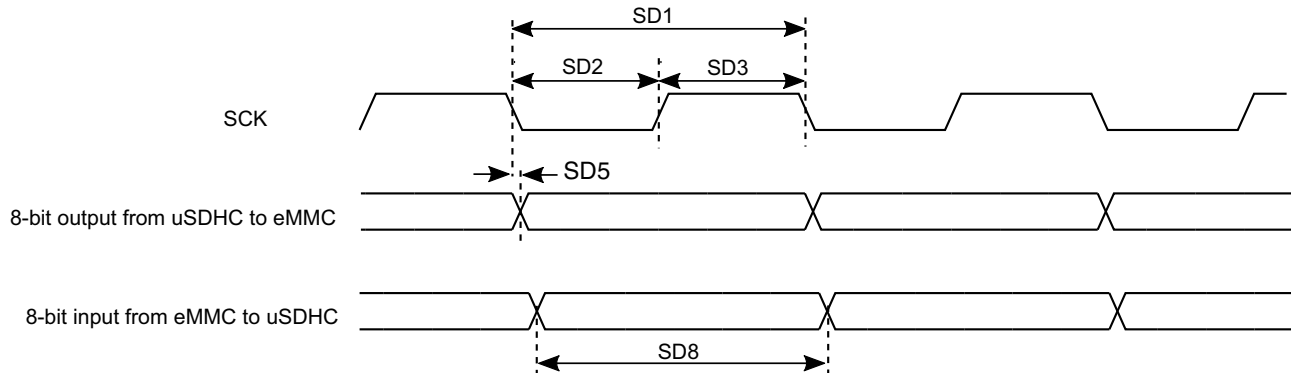 SD1
SD2
SD3
SCK
SD5
8-bit output from uSDHC to eMMC
8-bit input from eMMC to uSDHC
SD8